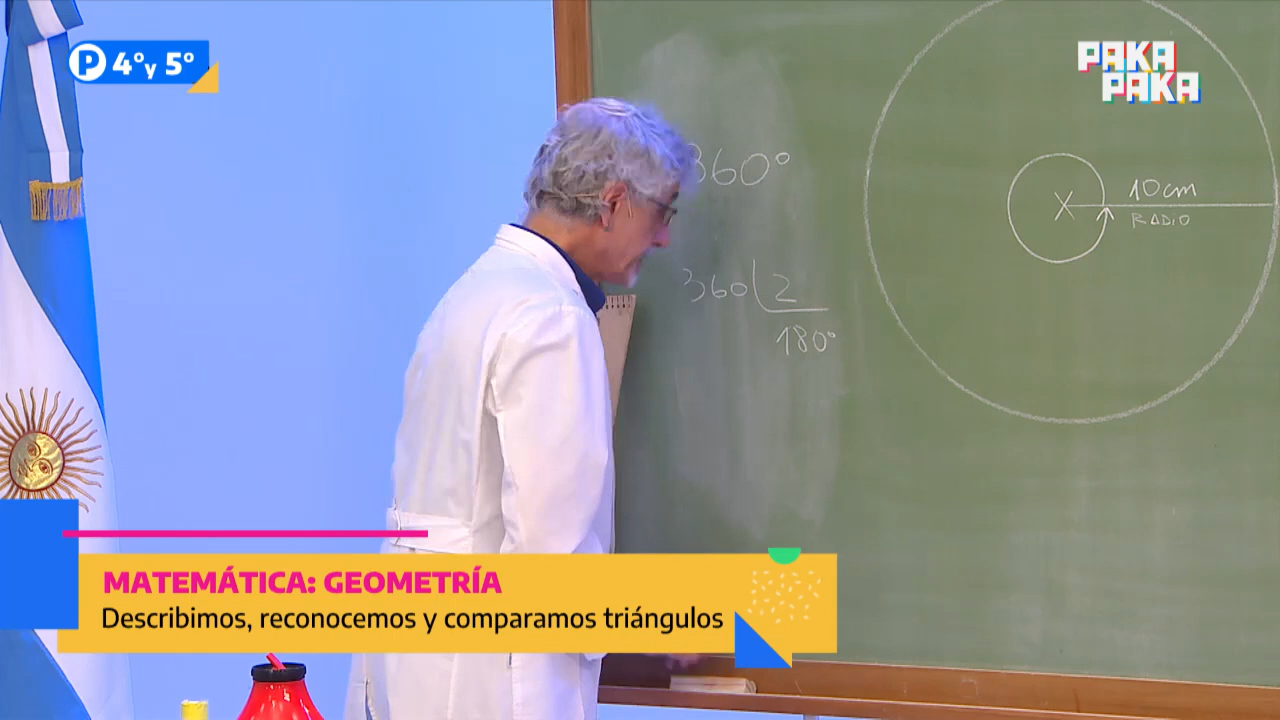 P 4° y 5°
PAKA
PAKA
360°
10cm
RADIO
360 2
180°
MATEMÁTICA: GEOMETRÍA
Describimos, reconocemos y comparamos triángulos